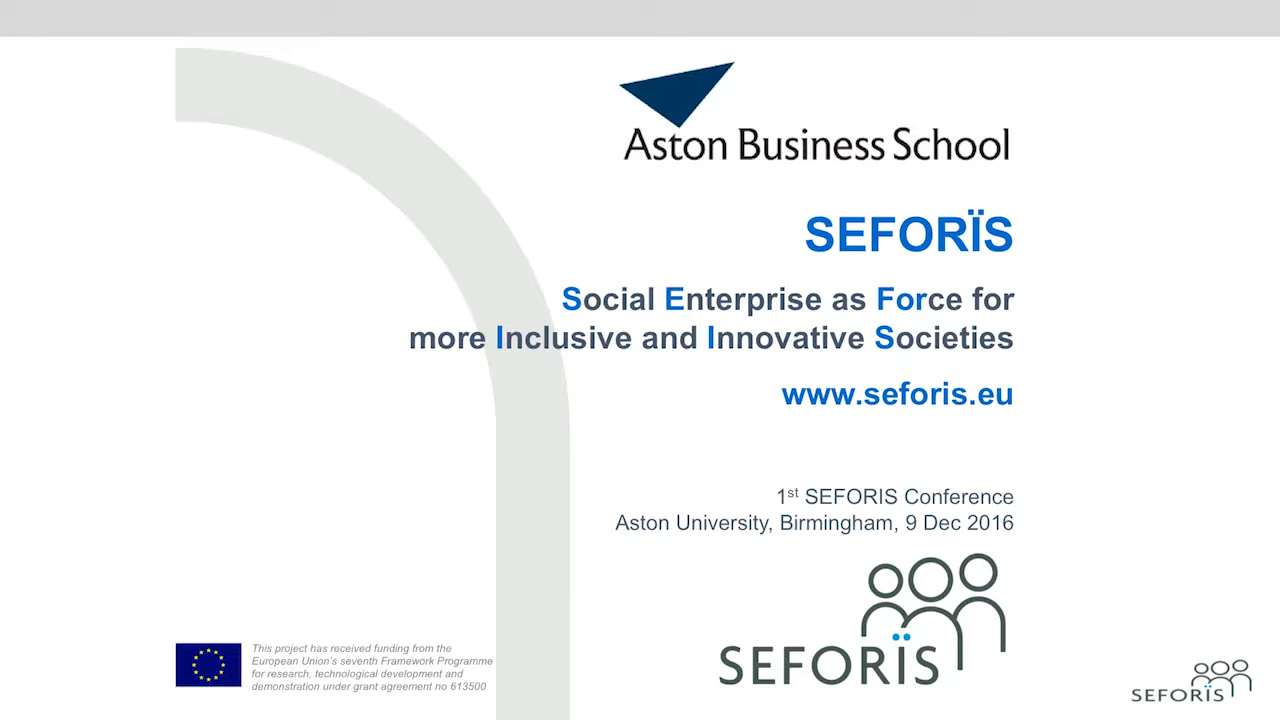 Aston Business School
SEFORÏS
Social Enterprise as Force for
more Inclusive and Innovative Societies
www.seforis.eu
1st SEFORIS Conference
Aston University, Birmingham, 9 Dec 2016
SEFORÏS
This project has received funding from the
European Union's seventh Framework Programme
for research, technological development and
demonstration under grant agreement no 613500
SEFORÏS